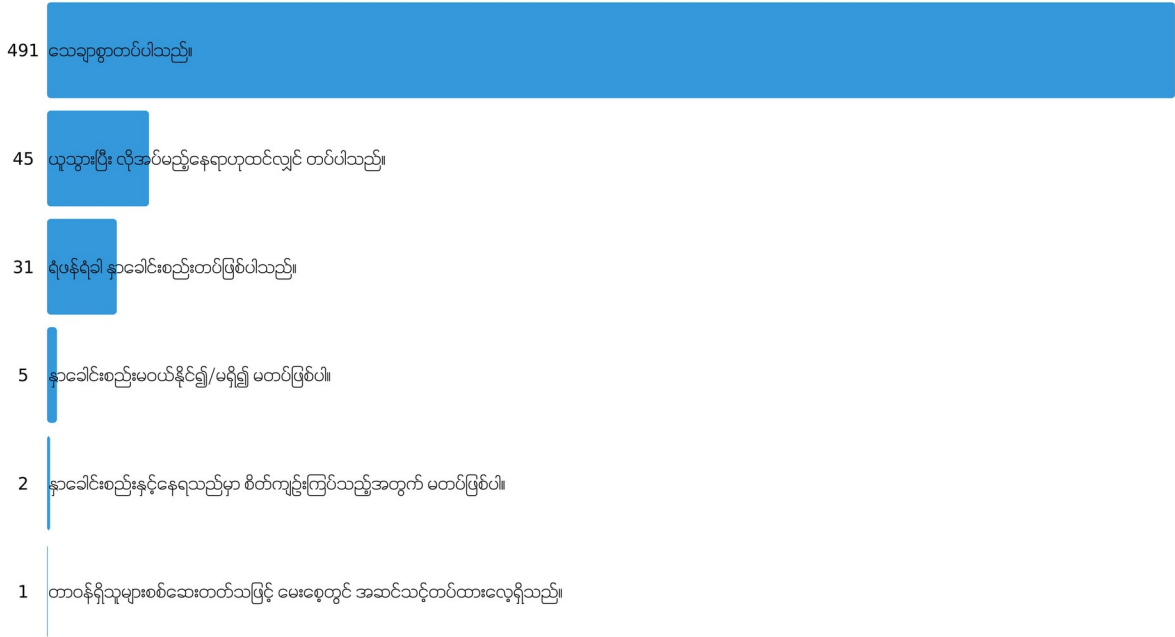 491 သေချာစွာတပ်ပါသည်။
45 ယူသွားပြီး လိုအပ်မည့်နေရာဟုထင်လျှင် တပ်ပါသည်။
31 ရံဖန်ရံခါ နှာခေါင်းစည်းတပ်ဖြစ်ပါသည်။
5 နှာခေါင်းစည်းမဝယ်နိုင်၍/မရှိ၍ မတပ်ဖြစ်ပါ။
2 နှာခေါင်းစည်းနှင့်နေရသည်မှာ စိတ်ကျဉ်းကြပ်သည့်အတွက် မတပ်ဖြစ်ပါ။
1 တာဝန်ရှိသူများစစ်ဆေးတတ်သဖြင့် မေးစေ့တွင် အဆင်သင့်တပ်ထားလေ့ရှိသည်။